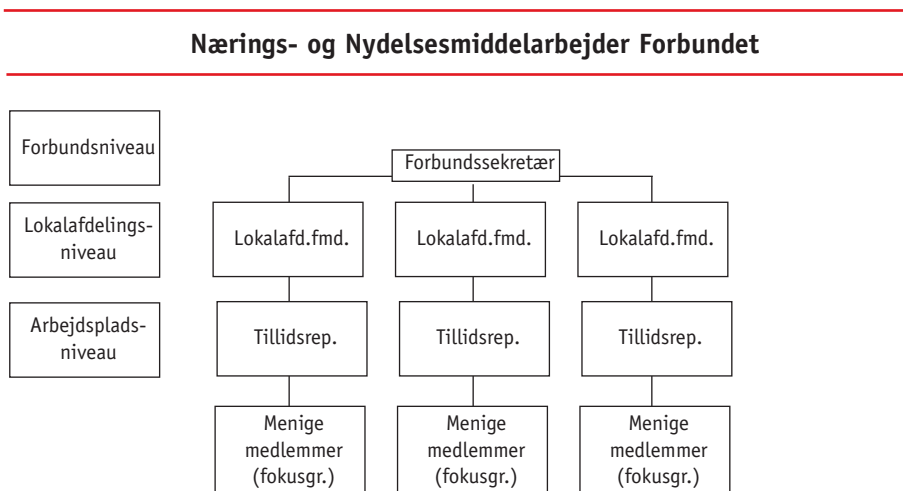 Nærings- og Nydelsesmiddelarbejder Forbundet
Forbundsniveau
Forbundssekretær
Lokalafdelings-
niveau
Lokalafd.fmd.
Lokalafd.fmd.
Lokalafd.fmd.
Arbejdsplads-
niveau
Tillidsrep.
Tillidsrep.
Tillidsrep.
Menige
medlemmer
(fokusgr.)
Menige
medlemmer
(fokusgr.)
Menige
medlemmer
(fokusgr.)